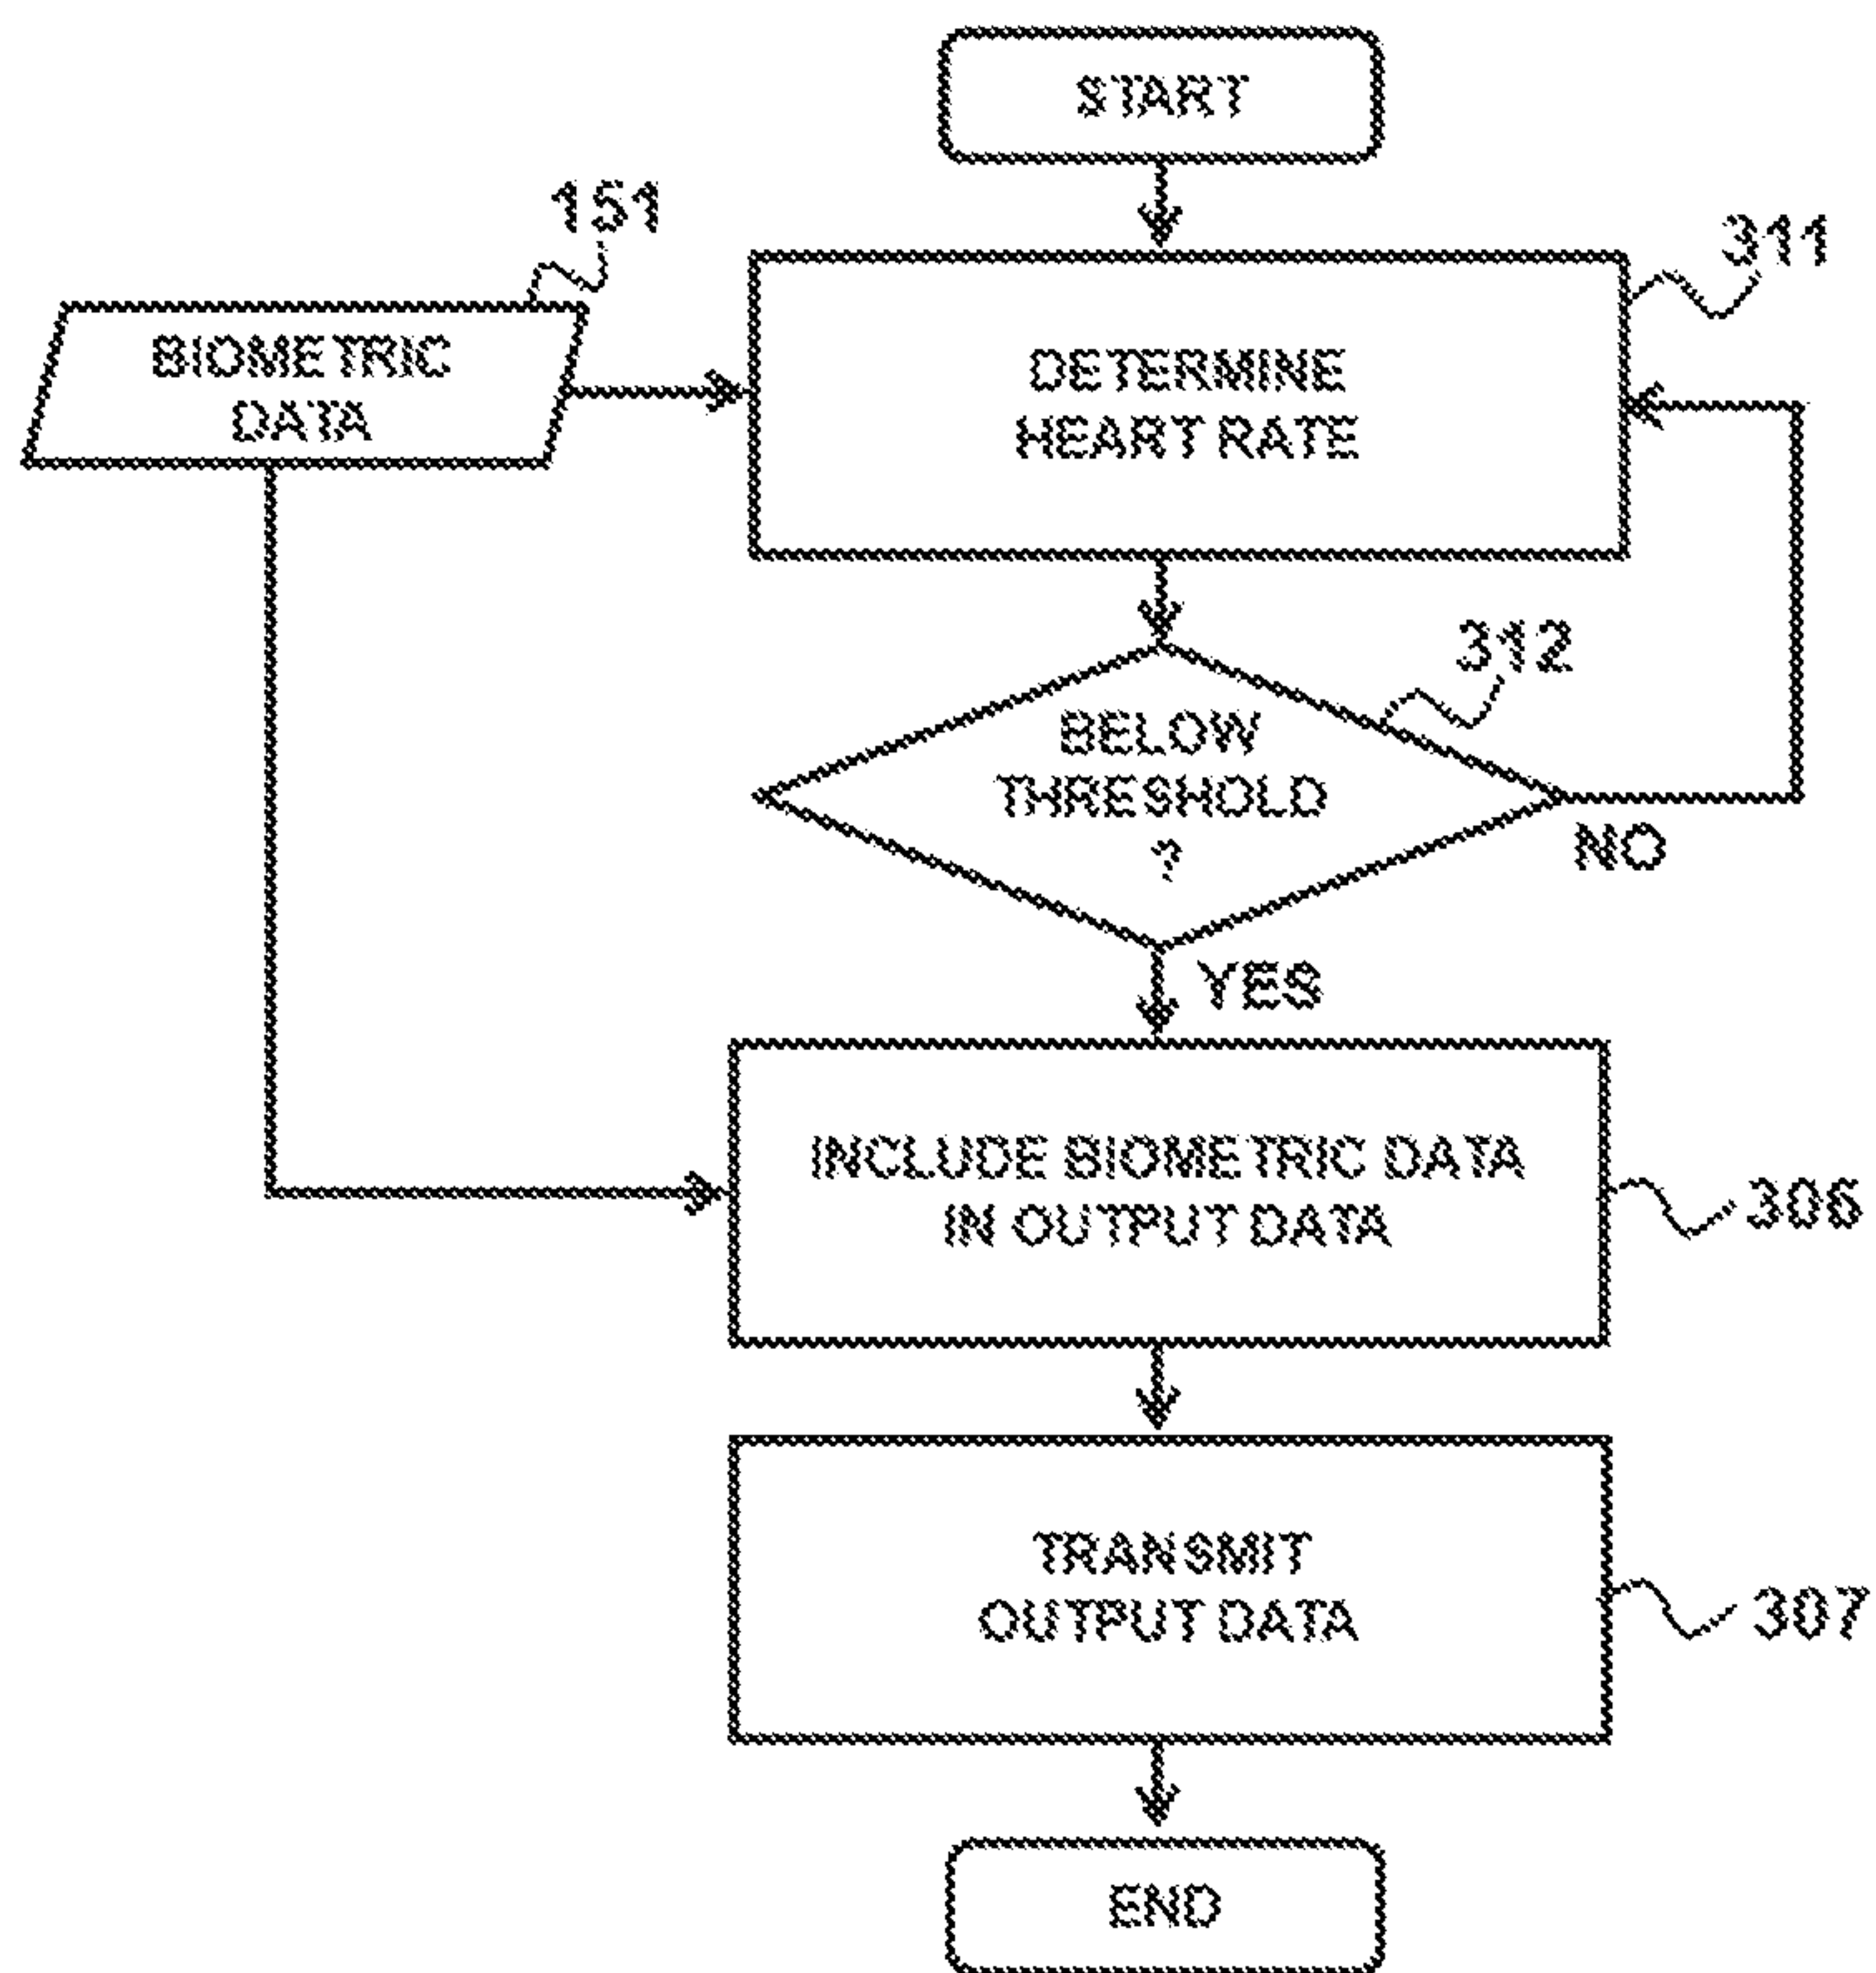 START
151
311
BIOMETRIC
DATA
DETERMINE
HEART RATE
312
BELOW
THRESHOLD
?
NO
YES
INCLUDE BIOMETRIC DATA
IN OUTPUT DATA
306
TRANSMIT
OUTPUT DATA
307
END